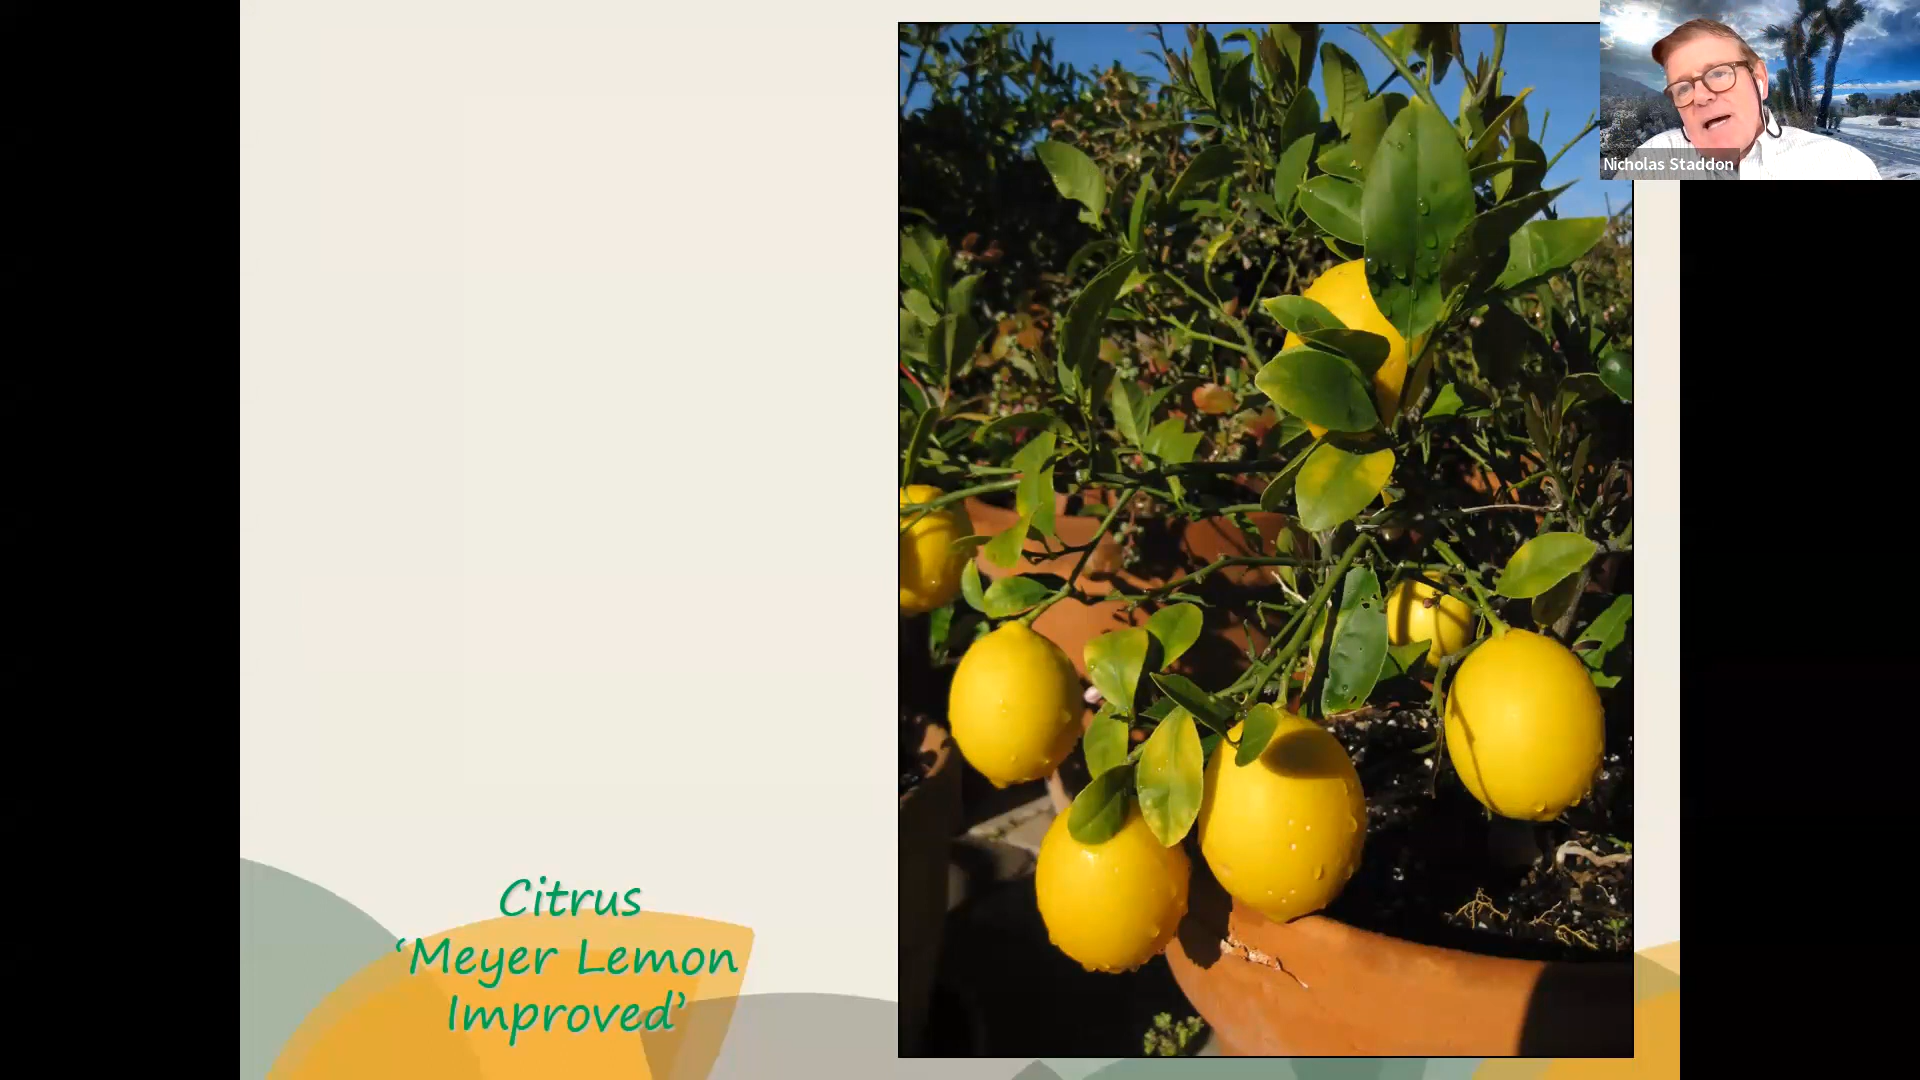 Nicholas Staddon
Citrus
‘Meyer Lemon
Improved’